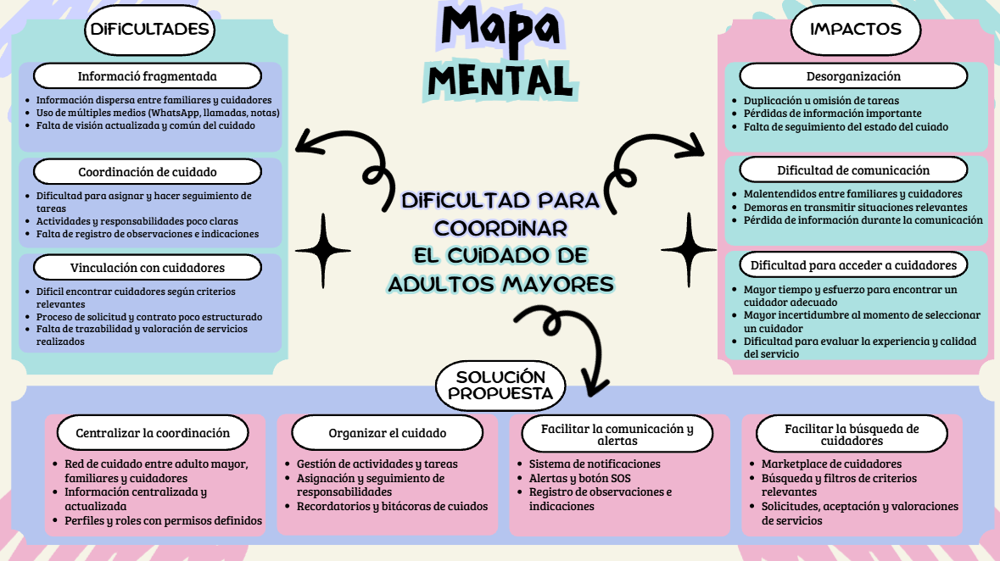 Mapa
MENTAL
DIFICULTADES
Informació fragmentada
Información dispersa entre familiares y cuidadores
Uso de múltiples medios (WhatsApp, llamadas, notas)
Falta de visión actualizada y común del cuidado
Coordinación de cuidado
Dificultad para asignar y hacer seguimiento de
tareas
Actividades y responsabilidades poco claras
Falta de registro de observaciones e indicaciones
Vinculación con cuidadores
Dificil encontrar cuidadores según criterios
relevantes
Proceso de solicitud y contrato poco estructurado
Falta de trazabilidad y valoración de servicios
realizados
DIFICULTAD PARA
COORDINAR
EL CUIDADO DE
ADULTOS MAYORES
IMPACTOS
Desorganización
Duplicación u omisión de tareas
Pérdidas de información importante
Falta de seguimiento del estado del cuiado
Dificultad de comunicación
Malentendidos entre familiares y cuidadores
Demoras en transmitir situaciones relevantes
Pérdida de información durante la comunicación
Dificultad para acceder a cuidadores
Mayor tiempo y esfuerzo para encontrar un
cuidador adecuado
Mayor incertidumbre al momento de seleccionar
un cuidador
Dificultad para evaluar la experiencia y calidad
del servicio
SOLUCIÓN
PROPUESTA
Centralizar la coordinación
Red de cuidado entre adulto mayor,
familiares y cuidadores
Información centralizada y
actualizada
Perfiles y roles con permisos definidos
Organizar el cuidado
Gestión de actividades y tareas
Asignación y seguimiento de
responsabilidades
Recordatorios y bitácoras de cuiados
Facilitar la comunicación y
alertas
Sistema de notificaciones
Alertas y botón SOS
Registro de observaciones e
indicaciones
Facilitar la búsqueda de
cuidadores
Marketplace de cuidadores
Búsqueda y filtros de criterios
relevantes
Solicitudes, aceptación y valoraciones
de servicios